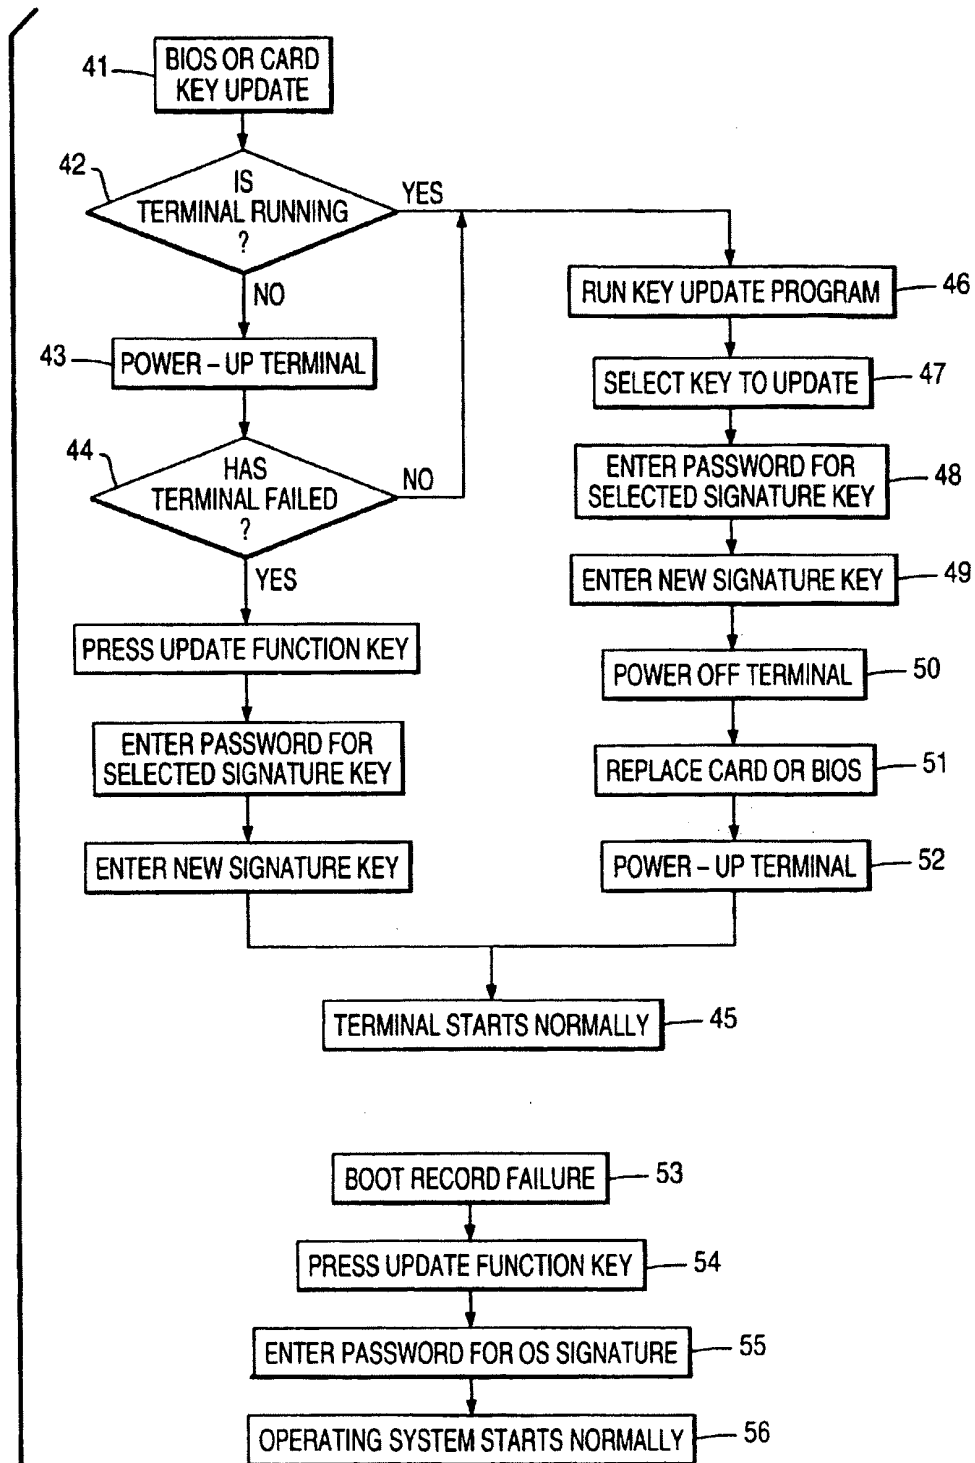 41
BIOS OR CARD
KEY UPDATE
42
IS
TERMINAL RUNNING
?
YES
NO
43
POWER – UP TERMINAL
44
HAS
TERMINAL FAILED
?
NO
YES
PRESS UPDATE FUNCTION KEY
ENTER PASSWORD FOR
SELECTED SIGNATURE KEY
ENTER NEW SIGNATURE KEY
RUN KEY UPDATE PROGRAM
46
SELECT KEY TO UPDATE
47
ENTER PASSWORD FOR
SELECTED SIGNATURE KEY
48
ENTER NEW SIGNATURE KEY
49
POWER OFF TERMINAL
50
REPLACE CARD OR BIOS
51
POWER – UP TERMINAL
52
TERMINAL STARTS NORMALLY
45
BOOT RECORD FAILURE
53
PRESS UPDATE FUNCTION KEY
54
ENTER PASSWORD FOR OS SIGNATURE
55
OPERATING SYSTEM STARTS NORMALLY
56